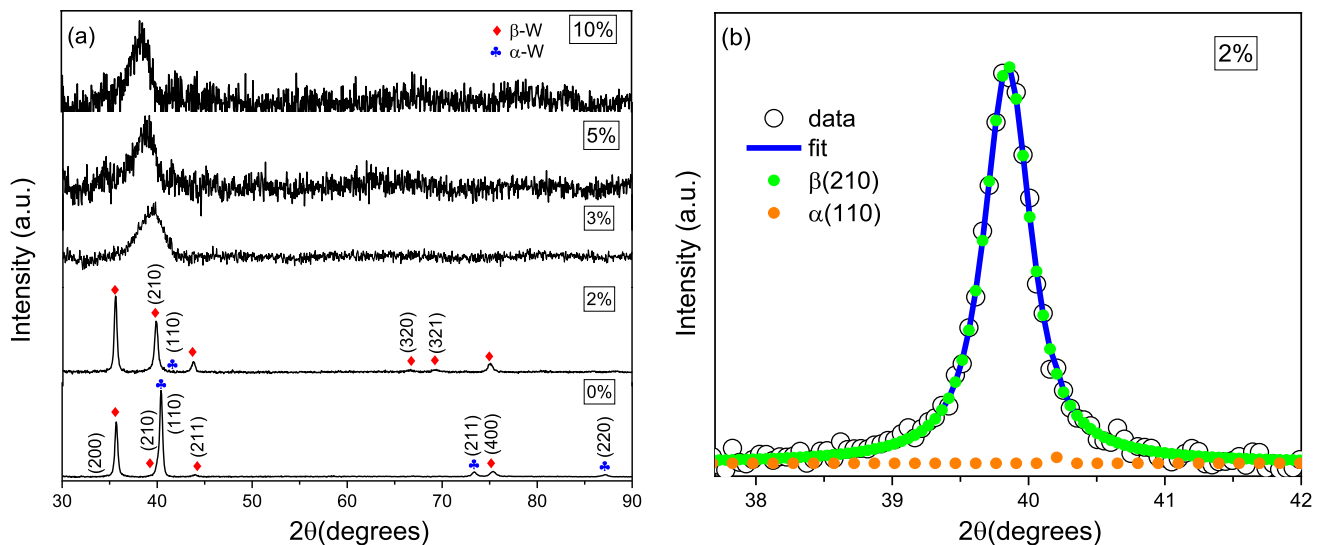 (a)
β-W
α-W
10%
5%
3%
2%
0%
(210)
(110)
(320)
(321)
(200)
(210)
(110)
(211)
(211)
(400)
(220)
30 40 50 60 70 80 90
2θ(degrees)
Intensity (a.u.)
(b)
2%
data
fit
β(210)
α(110)
38 39 40 41 42
2θ(degrees)
Intensity (a.u.)